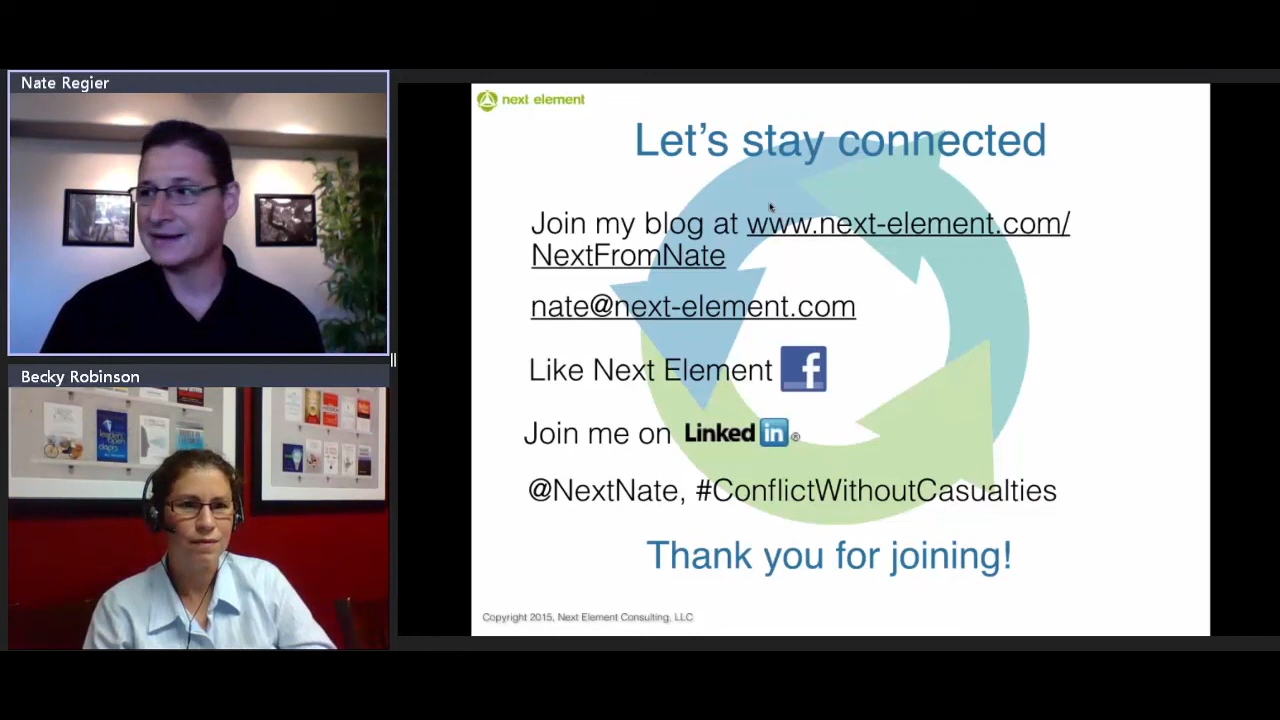 Nate Regier
Becky Robinson
next element
Let's stay connected
Join my blog at www.next-element.com/
NextFromNate
nate@next-element.com
Like Next Element f
Join me on Linked in ®
@NextNate, #ConflictWithoutCasualties
Thank you for joining!
Copyright 2015, Next Element Consulting, LLC